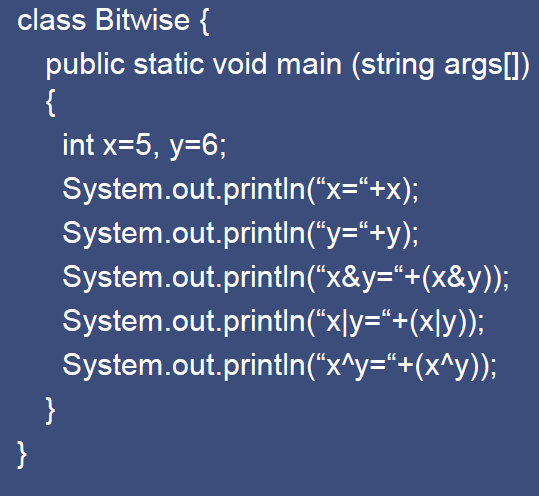 class Bitwise {
public static void main (string args[])
{
int x=5, y=6;
System.out.println(“x=“+x);
System.out.println(“y=“+y);
System.out.println(“x&y=“+(x&y));
System.out.println(“x|y=“+(x|y));
System.out.println(“x^y=“+(x^y));
}
}